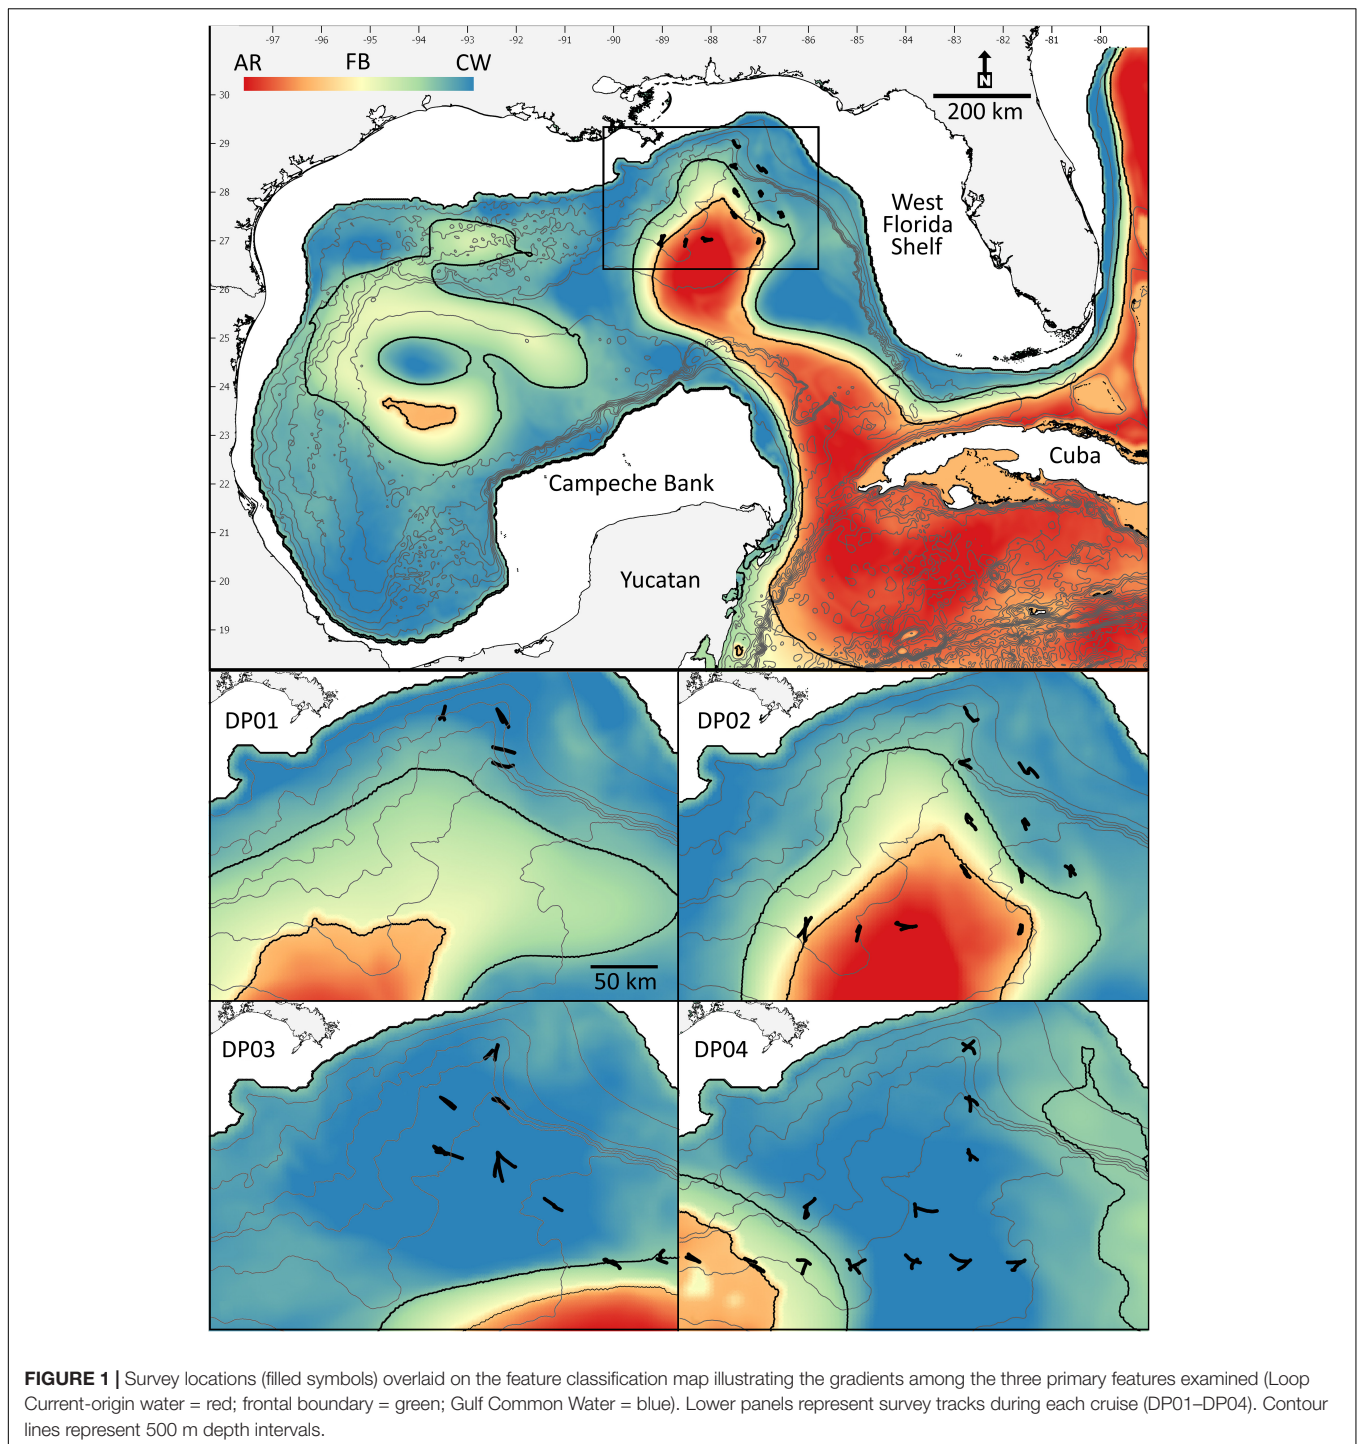 -97 -96 -95 -94 -93 -92 -91 -90 -89 -88 -87 -86 -85 -84 -83 -82 -81 -80
AR FB CW
N
200 km
30
29
28
27
26
25
24
23
22
21
20
19
West
Florida
Shelf
Cuba
Campeche Bank
Yucatan
DP01
50 km
DP02
DP03
DP04
FIGURE 1 | Survey locations (filled symbols) overlaid on the feature classification map illustrating the gradients among the three primary features examined (Loop
Current-origin water = red; frontal boundary = green; Gulf Common Water = blue). Lower panels represent survey tracks during each cruise (DP01–DP04). Contour
lines represent 500 m depth intervals.